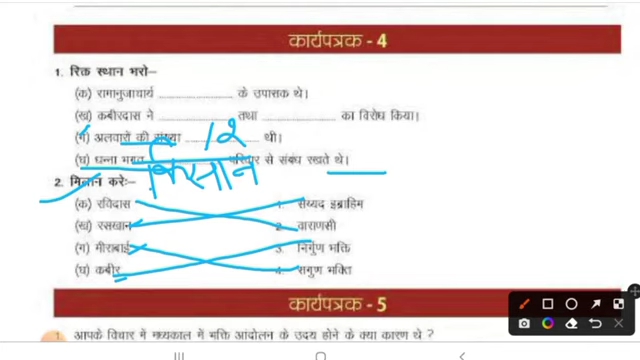 कार्यपत्रक - 4
1. रिक्त स्थान भरो–
(क) रामानुजाचार्य ................ के उपासक थे।
(ख) कबीरदास ने ................ तथा ................ का विरोध किया।
(ग) अलवारों की संख्या 12 थी।
(घ) धन्ना भगत किसान परिवार से संबंध रखते थे।
2. मिलान करेः-
(क) रविदास 1. सैय्यद इब्राहिम
(ख) रसखान 2. वाराणसी
(ग) मीराबाई 3. निर्गुण भक्ति
(घ) कबीर 4. सगुण भक्ति
कार्यपत्रक - 5
1. आपके विचार में मध्यकाल में भक्ति आंदोलन के उदय होने के क्या कारण थे ?